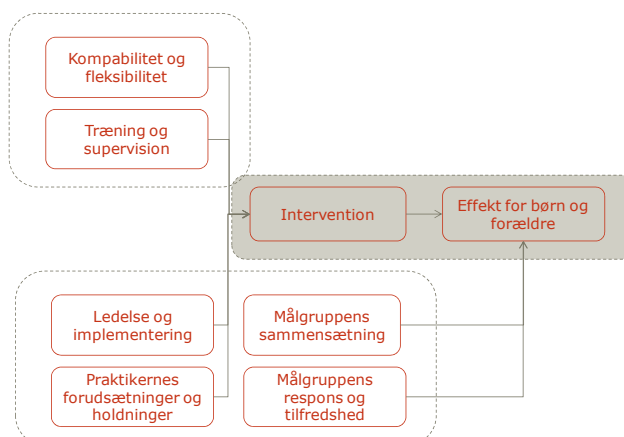 Kompabilitet og
fleksibilitet
Træning og
supervision
Intervention
Effekt for børn og
forældre
Ledelse og
implementering
Målgruppens
sammensætning
Praktikernes
forudsætninger og
holdninger
Målgruppens
respons og
tilfredshed